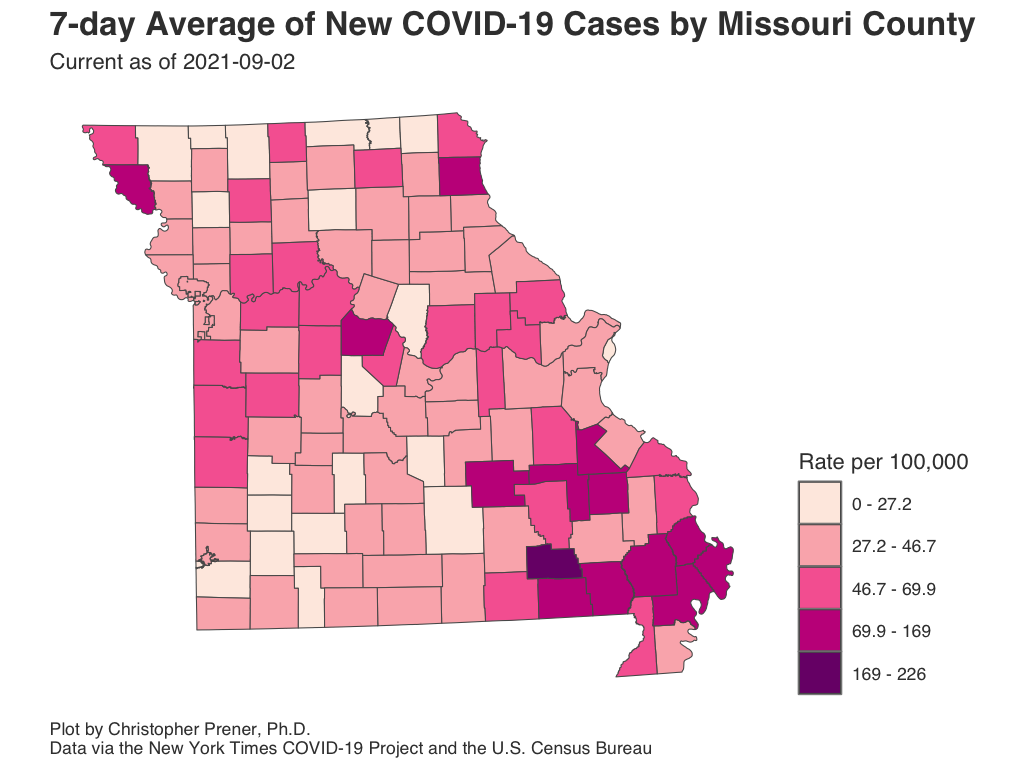 7-day Average of New COVID-19 Cases by Missouri County
Current as of 2021-09-02
Rate per 100,000
0 - 27.2
27.2 - 46.7
46.7 - 69.9
69.9 - 169
169 - 226
Plot by Christopher Prener, Ph.D.
Data via the New York Times COVID-19 Project and the U.S. Census Bureau